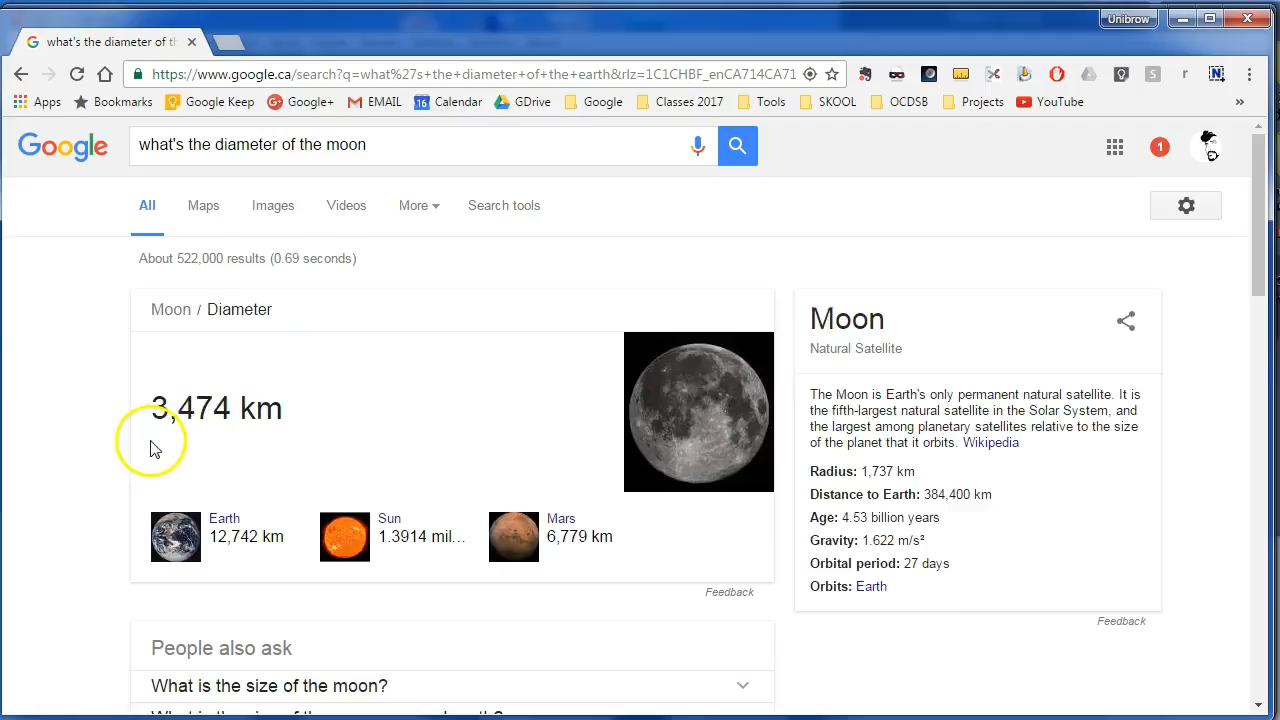 Unibrow
what's the diameter of th
https://www.google.ca/search?q=what%27s+the+diameter+of+the+earth&rlz=1C1CHBF_enCA714CA71
Apps Bookmarks Google Keep Google+ EMAIL 16 Calendar GDrive Google Classes 201 Tools SKOOL OCDSB Projects YouTube »
Google what's the diameter of the moon 1
All Maps Images Videos More Search tools
About 522,000 results (0.69 seconds)
Moon / Diameter
3,474 km
Earth
12,742 km
Sun
1.3914 mil...
Mars
6,779 km
Feedback
Moon
Natural Satellite
The Moon is Earth's only permanent natural satellite. It is
the fifth-largest natural satellite in the Solar System, and
the largest among planetary satellites relative to the size
of the planet that it orbits. Wikipedia
Radius: 1,737 km
Distance to Earth: 384,400 km
Age: 4.53 billion years
Gravity: 1.622 m/s²
Orbital period: 27 days
Orbits: Earth
Feedback
People also ask
What is the size of the moon?